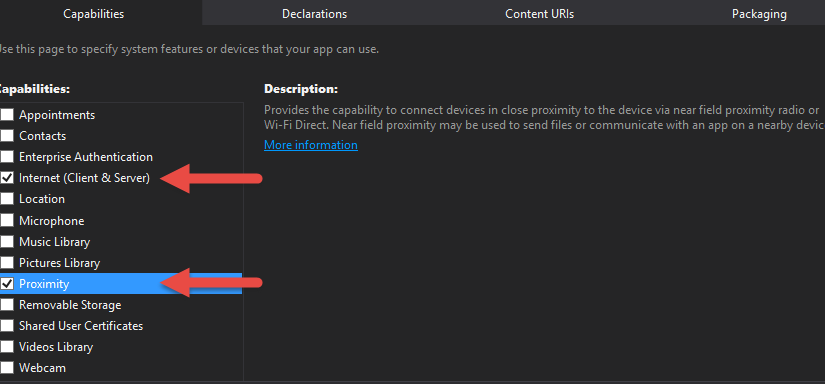 Capabilities Declarations Content URIs Packaging
Use this page to specify system features or devices that your app can use.
Capabilities: Description:
Appointments
Contacts
Enterprise Authentication
Internet (Client & Server)
Location
Microphone
Music Library
Pictures Library
Proximity
Removable Storage
Shared User Certificates
Videos Library
Webcam
Provides the capability to connect devices in close proximity to the device via near field proximity radio or
Wi-Fi Direct. Near field proximity may be used to send files or communicate with an app on a nearby devic
More information